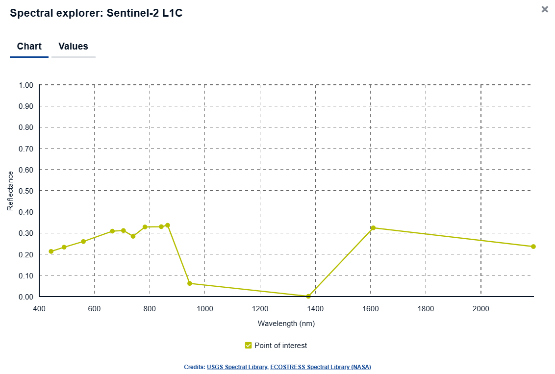 Spectral explorer: Sentinel-2 L1C
Chart Values
1.00
0.90
0.80
0.70
0.60
0.50
0.40
0.30
0.20
0.10
0.00
Reflectance
400 600 800 1000 1200 1400 1600 1800 2000
Wavelength (nm)
Point of interest
Credits: USGS Spectral Library, ECOSTRESS Spectral Library (NASA)